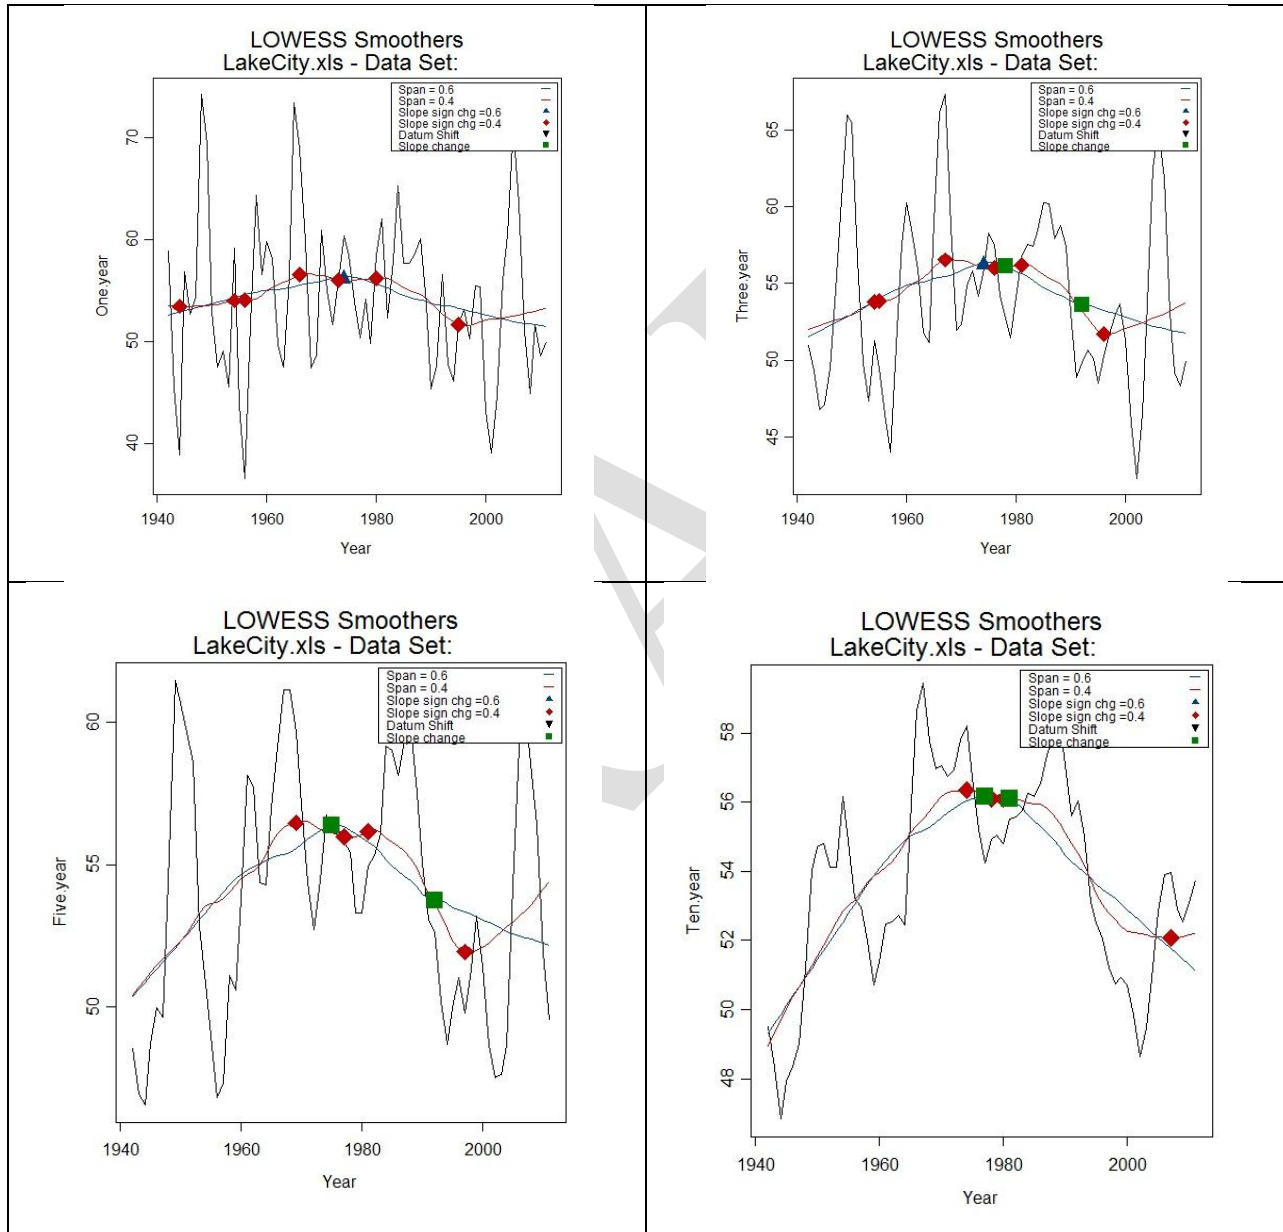 LOWESS Smoothers
LakeCity.xls - Data Set:
Span = 0.6
Span = 0.4
Slope sign chg =0.6
Slope sign chg =0.4
Datum Shift
Slope change
One.year
70
60
50
40
1940 1960 1980 2000
Year
LOWESS Smoothers
LakeCity.xls - Data Set:
Span = 0.6
Span = 0.4
Slope sign chg =0.6
Slope sign chg =0.4
Datum Shift
Slope change
Three.year
65
60
55
50
45
1940 1960 1980 2000
Year
LOWESS Smoothers
LakeCity.xls - Data Set:
Span = 0.6
Span = 0.4
Slope sign chg =0.6
Slope sign chg =0.4
Datum Shift
Slope change
Five.year
60
55
50
1940 1960 1980 2000
Year
LOWESS Smoothers
LakeCity.xls - Data Set:
Span = 0.6
Span = 0.4
Slope sign chg =0.6
Slope sign chg =0.4
Datum Shift
Slope change
Ten.year
58
56
54
52
50
48
1940 1960 1980 2000
Year